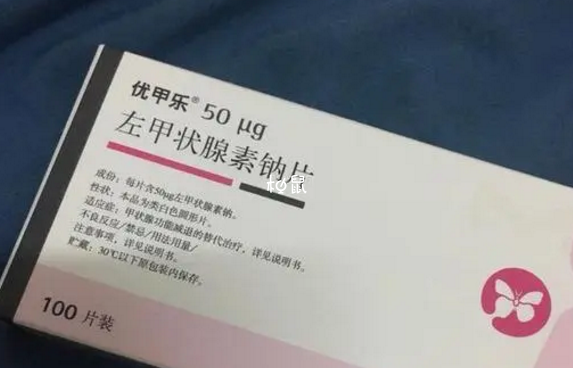 优甲乐® 50 μg
左甲状腺素钠片
成份：每片含50μg左甲状腺素钠。
性状：本品为类白色圆形片。
适应症：甲状腺功能减退的替代治疗，详见说明书。
不良反应/禁忌/用法用量/
注意事项，详见说明书。
贮藏：30℃以下原包装内保存。
100 片装